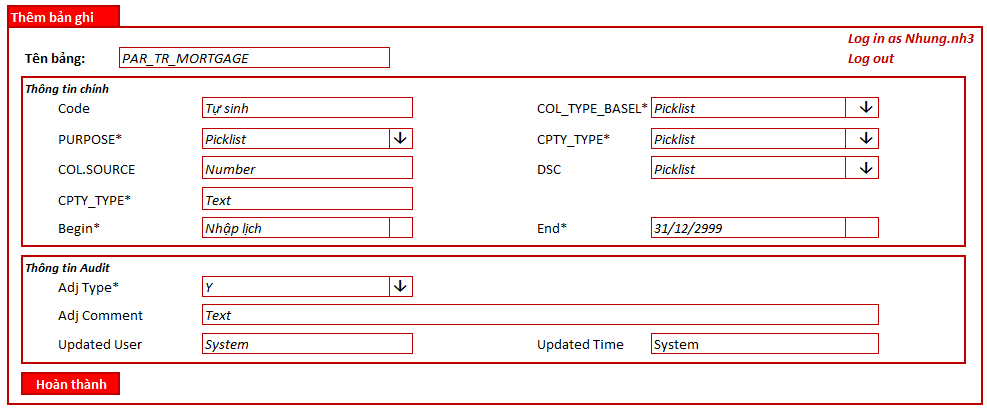 Thêm bản ghi
Log in as Nhung.nh3
Tên bảng: PAR_TR_MORTGAGE Log out
Thông tin chính
Code Tự sinh COL_TYPE_BASEL* Picklist
PURPOSE* Picklist CPTY_TYPE* Picklist
COL.SOURCE Number DSC Picklist
CPTY_TYPE* Text
Begin* Nhập lịch End* 31/12/2999
Thông tin Audit
Adj Type* Y
Adj Comment Text
Updated User System Updated Time System
Hoàn thành